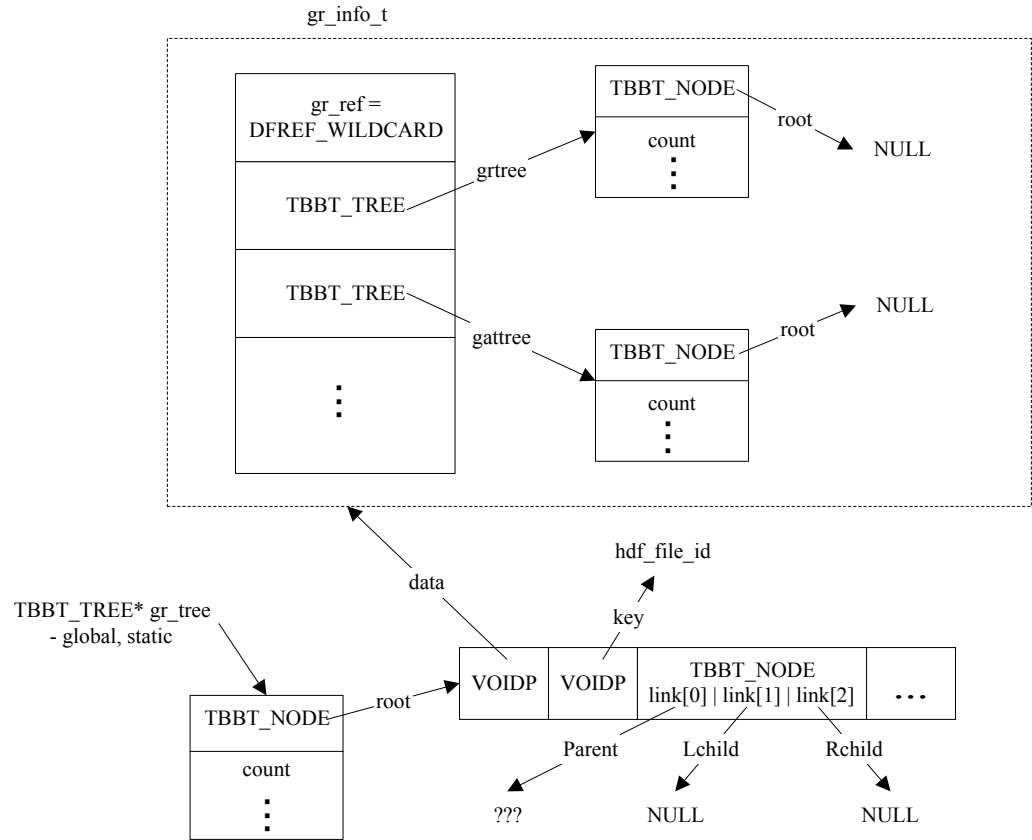 gr_info_t
gr_ref =
DFREF_WILDCARD
TBBT_TREE
TBBT_TREE
grtree
gattree
TBBT_NODE
count
root
NULL
TBBT_NODE
count
root
NULL
data
hdf_file_id
key
TBBT_TREE* gr_tree
- global, static
TBBT_NODE
count
root
VOIDP
VOIDP
TBBT_NODE
link[0] | link[1] | link[2]
...
Parent
Lchild
Rchild
???
NULL
NULL